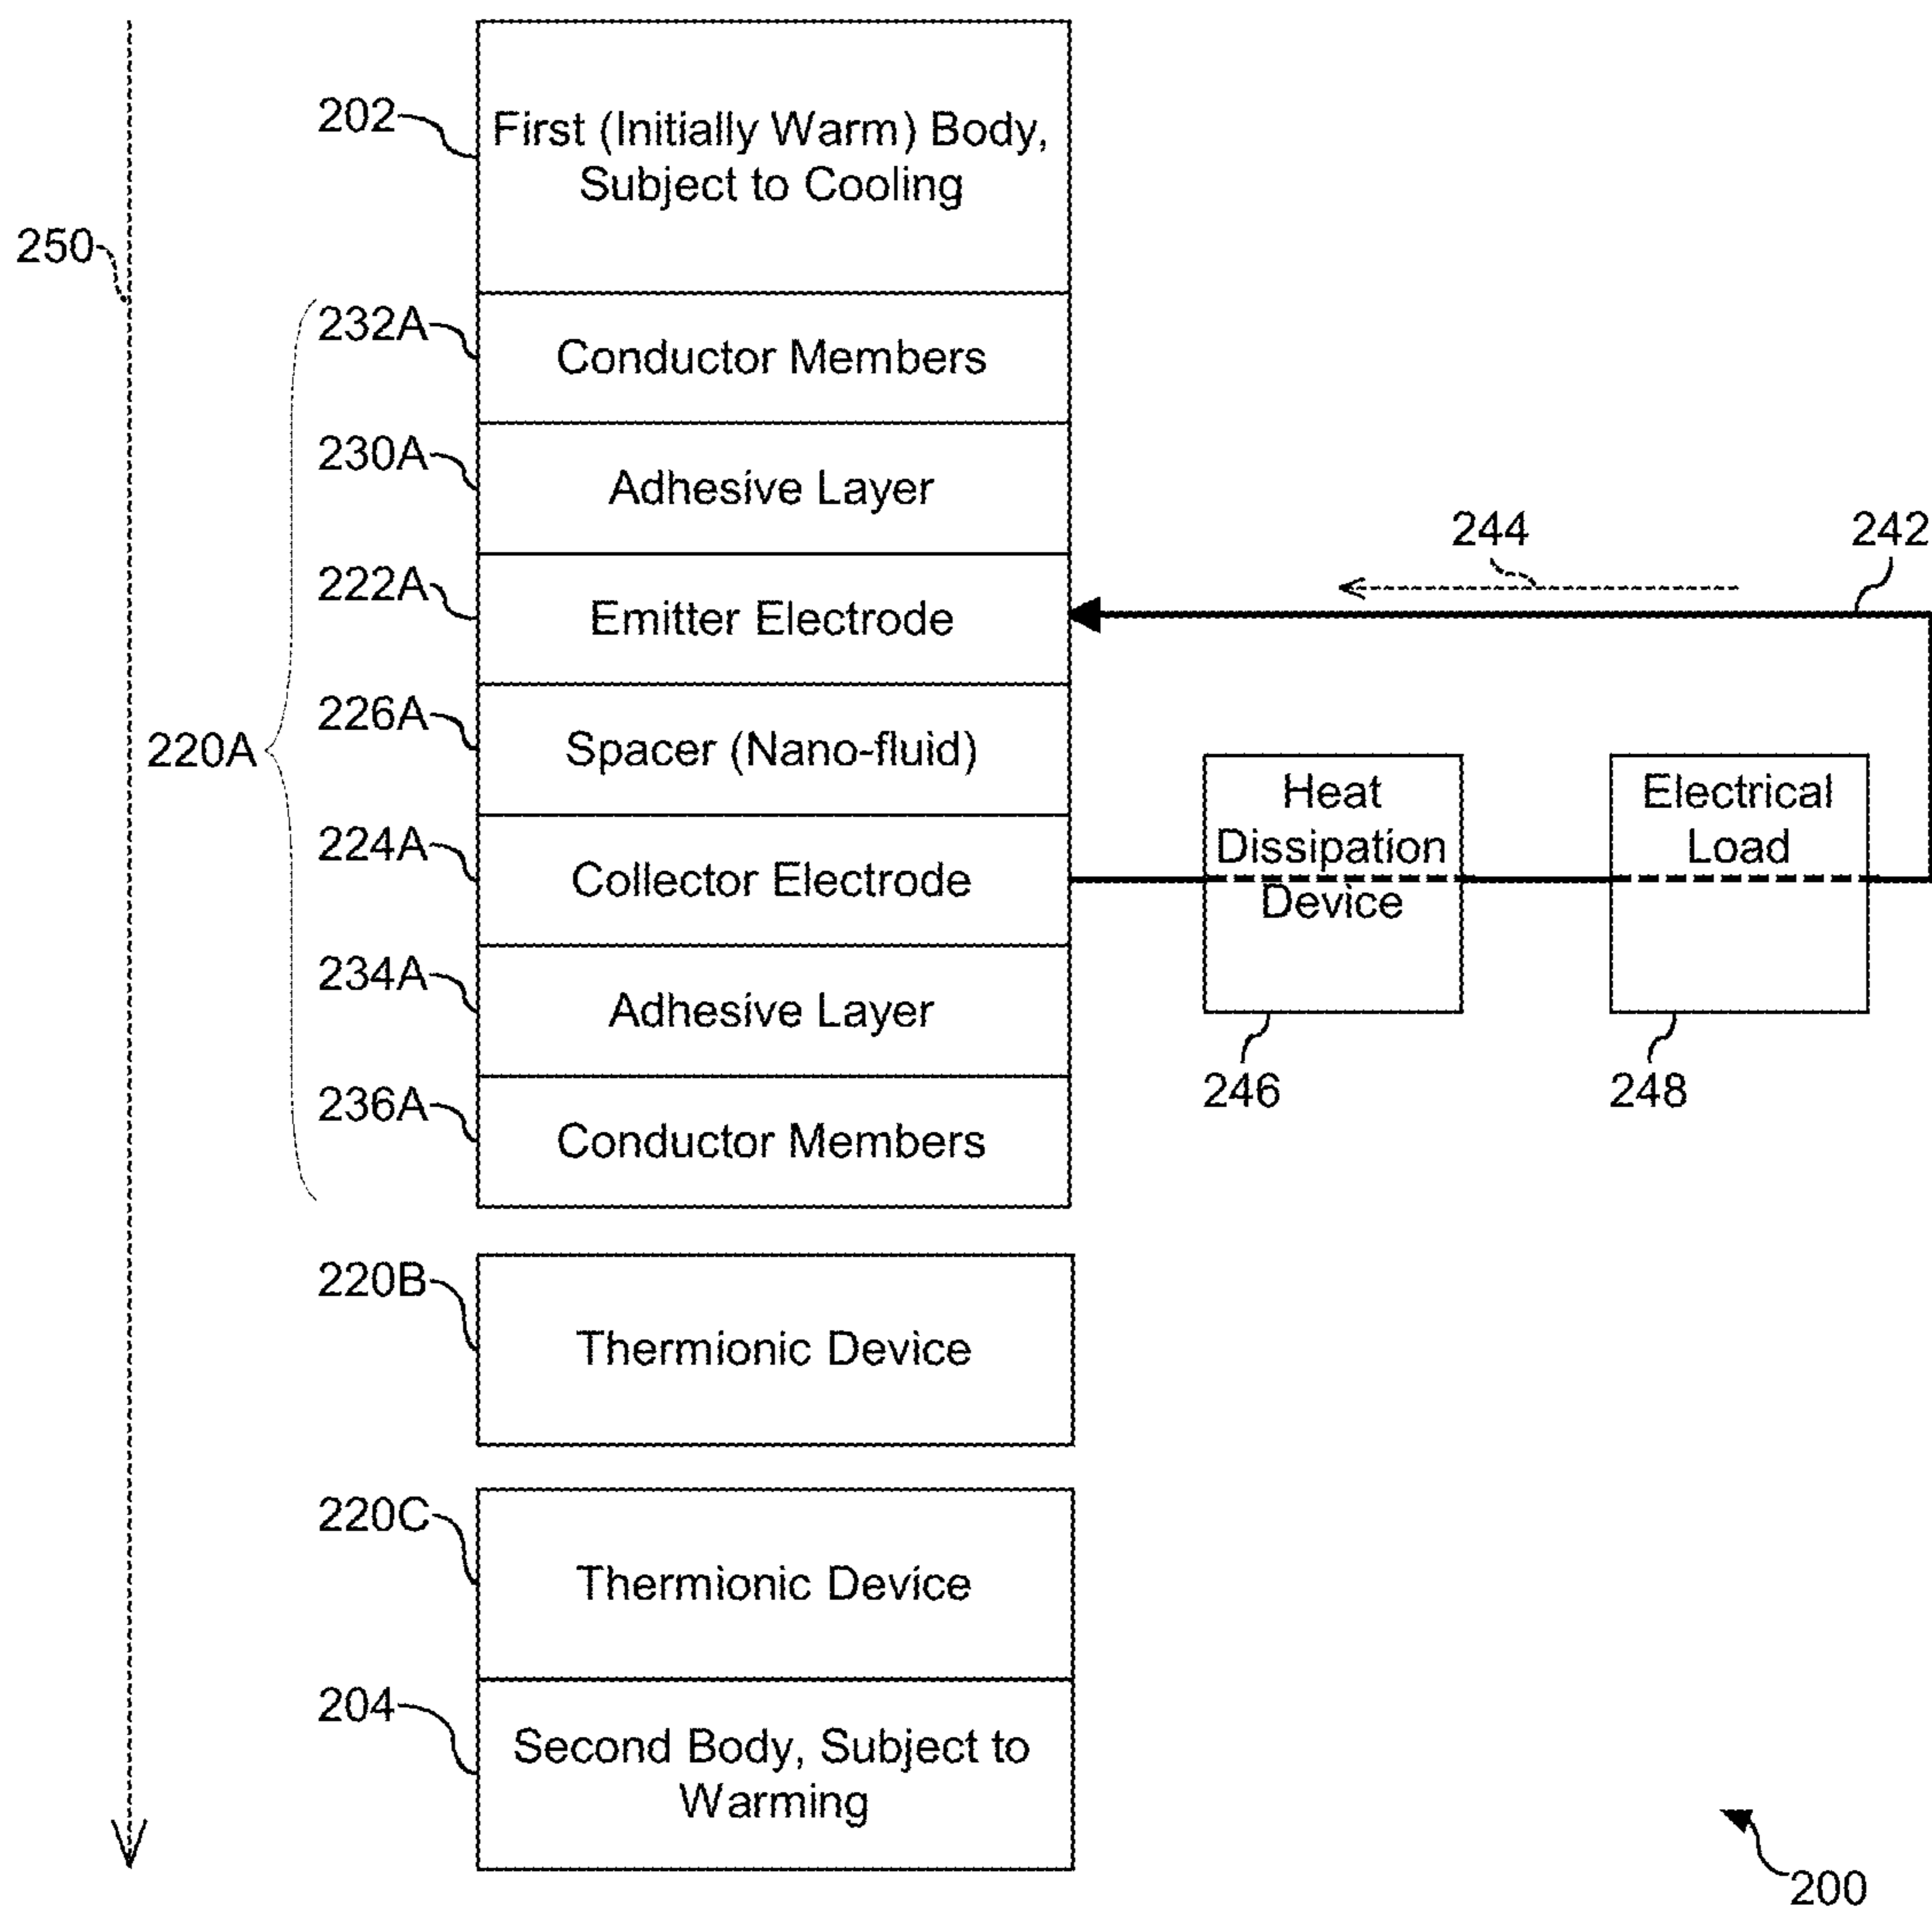 202
First (Initially Warm) Body,
Subject to Cooling
250
232A
Conductor Members
230A
Adhesive Layer
244
242
222A
Emitter Electrode
226A
Spacer (Nano-fluid)
220A
Heat
Dissipation
Device
Electrical
Load
224A
Collector Electrode
234A
Adhesive Layer
246
248
236A
Conductor Members
220B
Thermionic Device
220C
Thermionic Device
204
Second Body, Subject to
Warming
200